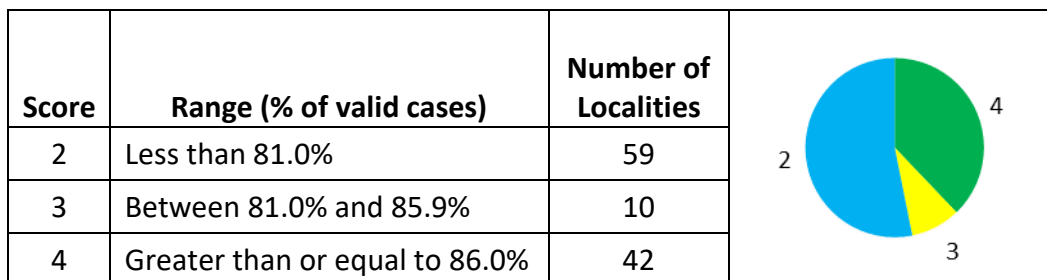 Score Range (% of valid cases) Number of Localities
2 Less than 81.0% 59
3 Between 81.0% and 85.9% 10
4 Greater than or equal to 86.0% 42
4
2
3